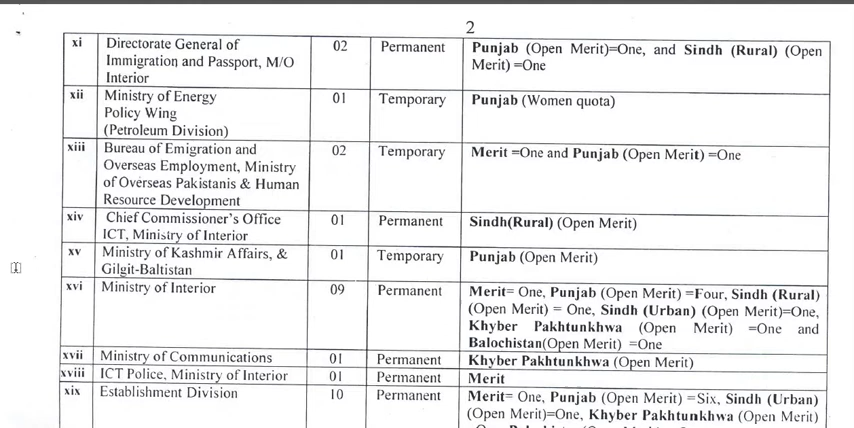 2
xi Directorate General of 02 Permanent Punjab (Open Merit)=One, and Sindh (Rural) (Open
Immigration and Passport, M/O Merit) =One
Interior
xii Ministry of Energy 01 Temporary Punjab (Women quota)
Policy Wing
(Petroleum Division)
xiii Bureau of Emigration and 02 Temporary Merit =One and Punjab (Open Merit) =One
Overseas Employment, Ministry
of Overseas Pakistanis & Human
Resource Development
xiv Chief Commissioner's Office 01 Permanent Sindh(Rural) (Open Merit)
ICT, Ministry of Interior
xv Ministry of Kashmir Affairs, & 01 Temporary Punjab (Open Merit)
Gilgit-Baltistan
xvi Ministry of Interior 09 Permanent Merit= One, Punjab (Open Merit) =Four, Sindh (Rural)
(Open Merit) = One, Sindh (Urban) (Open Merit)=One,
Khyber Pakhtunkhwa (Open Merit) =One and
Balochistan(Open Merit) =One
xvii Ministry of Communications 01 Permanent Khyber Pakhtunkhwa (Open Merit)
xviii ICT Police, Ministry of Interior 01 Permanent Merit
xix Establishment Division 10 Permanent Merit= One, Punjab (Open Merit) =Six, Sindh (Urban)
(Open Merit)=One, Khyber Pakhtunkhwa (Open Merit)